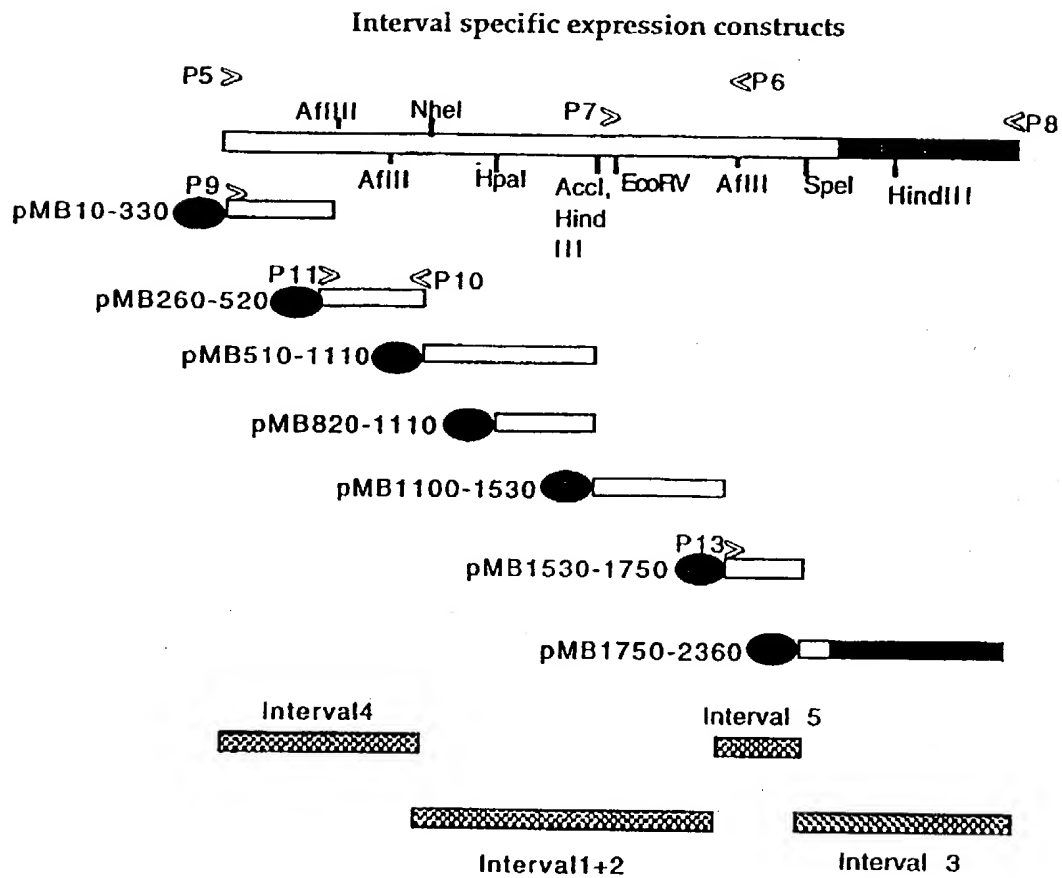 Interval specific expression constructs
P5
P6
AflIII
NheI
P7
P8
AflII
HpaI
AccI,
Hind
III
EcoRV
AflII
SpeI
HindIII
P9
pMB10-330
P11
P10
pMB260-520
pMB510-1110
pMB820-1110
pMB1100-1530
P13
pMB1530-1750
pMB1750-2360
Interval4
Interval 5
Interval1+2
Interval 3